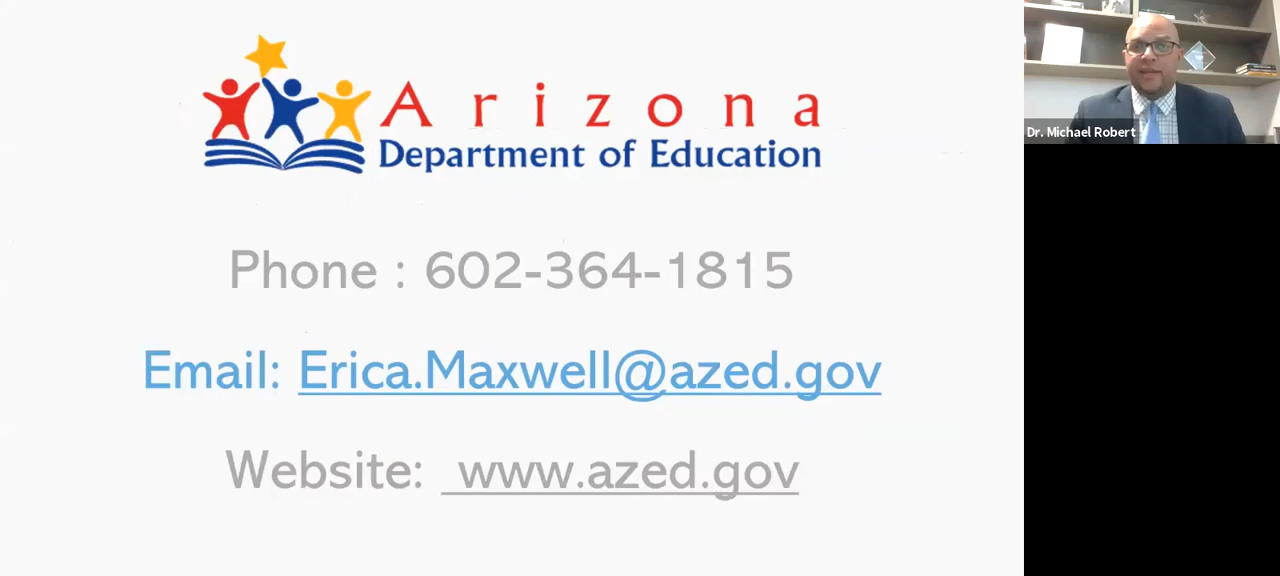 Arizona
Department of Education
Phone : 602-364-1815
Email: Erica.Maxwell@azed.gov
Website: www.azed.gov
Dr. Michael Robert